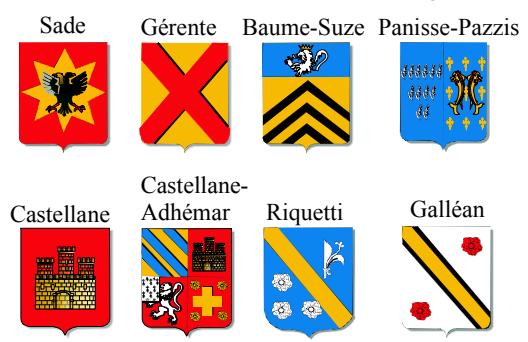 Sade
Gérente
Baume-Suze
Panisse-Pazzis
Castellane
Castellane-
Adhémar
Riquetti
Galléan